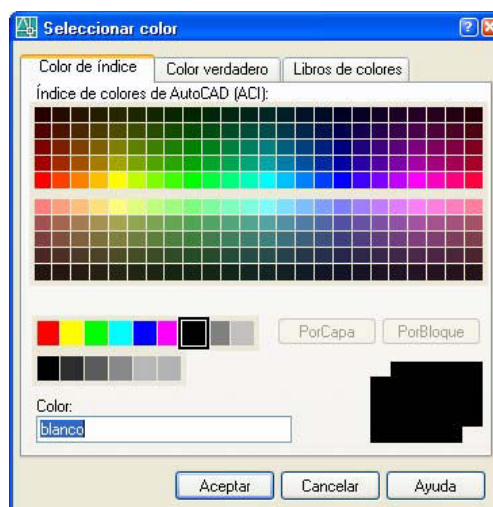 Seleccionar color
Color de índice
Color verdadero
Libros de colores
Índice de colores de AutoCAD (ACI):
PorCapa
PorBloque
Color:
blanco
Aceptar
Cancelar
Ayuda